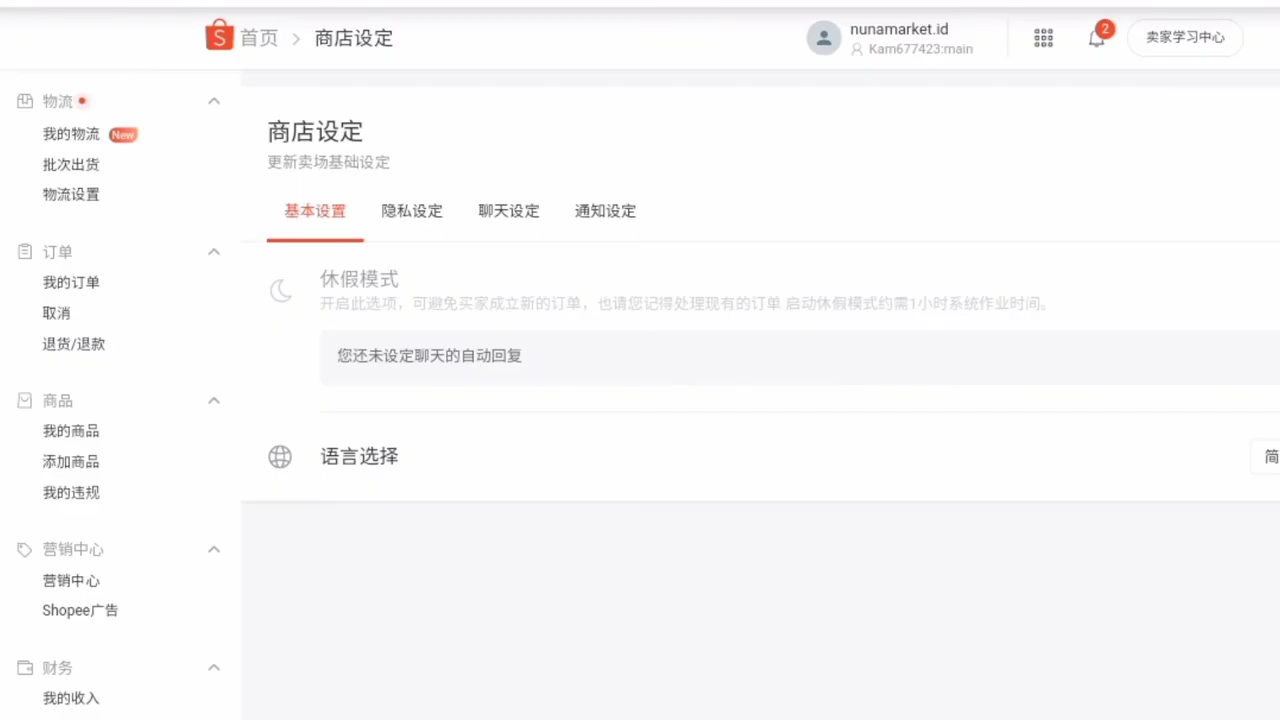 首页 > 商店设定
nunamarket.id
Kam677423:main
2
卖家学习中心
物流
我的物流 New
批次出货
物流设置
订单
我的订单
取消
退货/退款
商品
我的商品
添加商品
我的违规
营销中心
营销中心
Shopee广告
财务
我的收入
商店设定
更新卖场基础设定
基本设置 隐私设定 聊天设定 通知设定
休假模式
开启此选项，可避免买家成立新的订单，也请您记得处理现有的订单 启动休假模式约需1小时系统作业时间。
您还未设定聊天的自动回复
语言选择
简